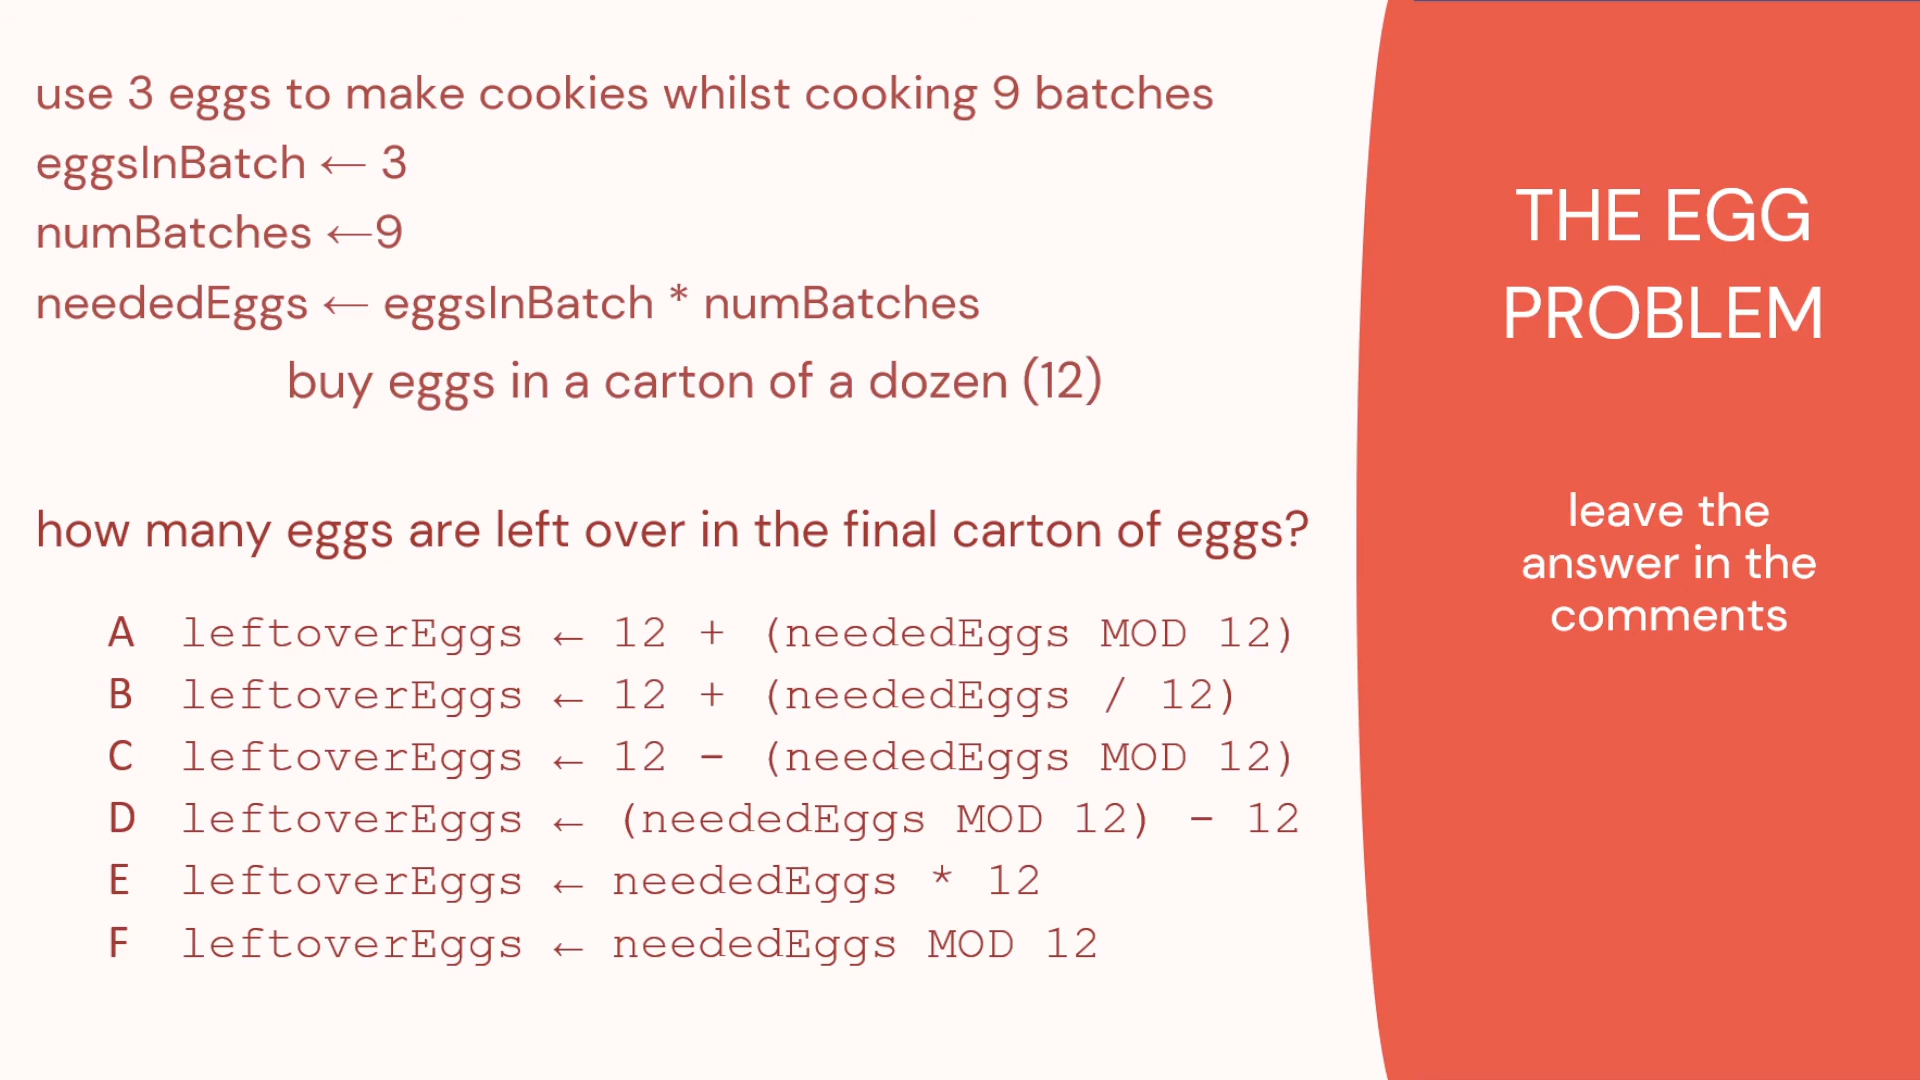 use 3 eggs to make cookies whilst cooking 9 batches
eggsInBatch ← 3
numBatches ←9
neededEggs ← eggsInBatch * numBatches
buy eggs in a carton of a dozen (12)
how many eggs are left over in the final carton of eggs?
A leftoverEggs ← 12 + (neededEggs MOD 12)
B leftoverEggs ← 12 + (neededEggs / 12)
C leftoverEggs ← 12 - (neededEggs MOD 12)
D leftoverEggs ← (neededEggs MOD 12) - 12
E leftoverEggs ← neededEggs * 12
F leftoverEggs ← neededEggs MOD 12
THE EGG
PROBLEM
leave the
answer in the
comments